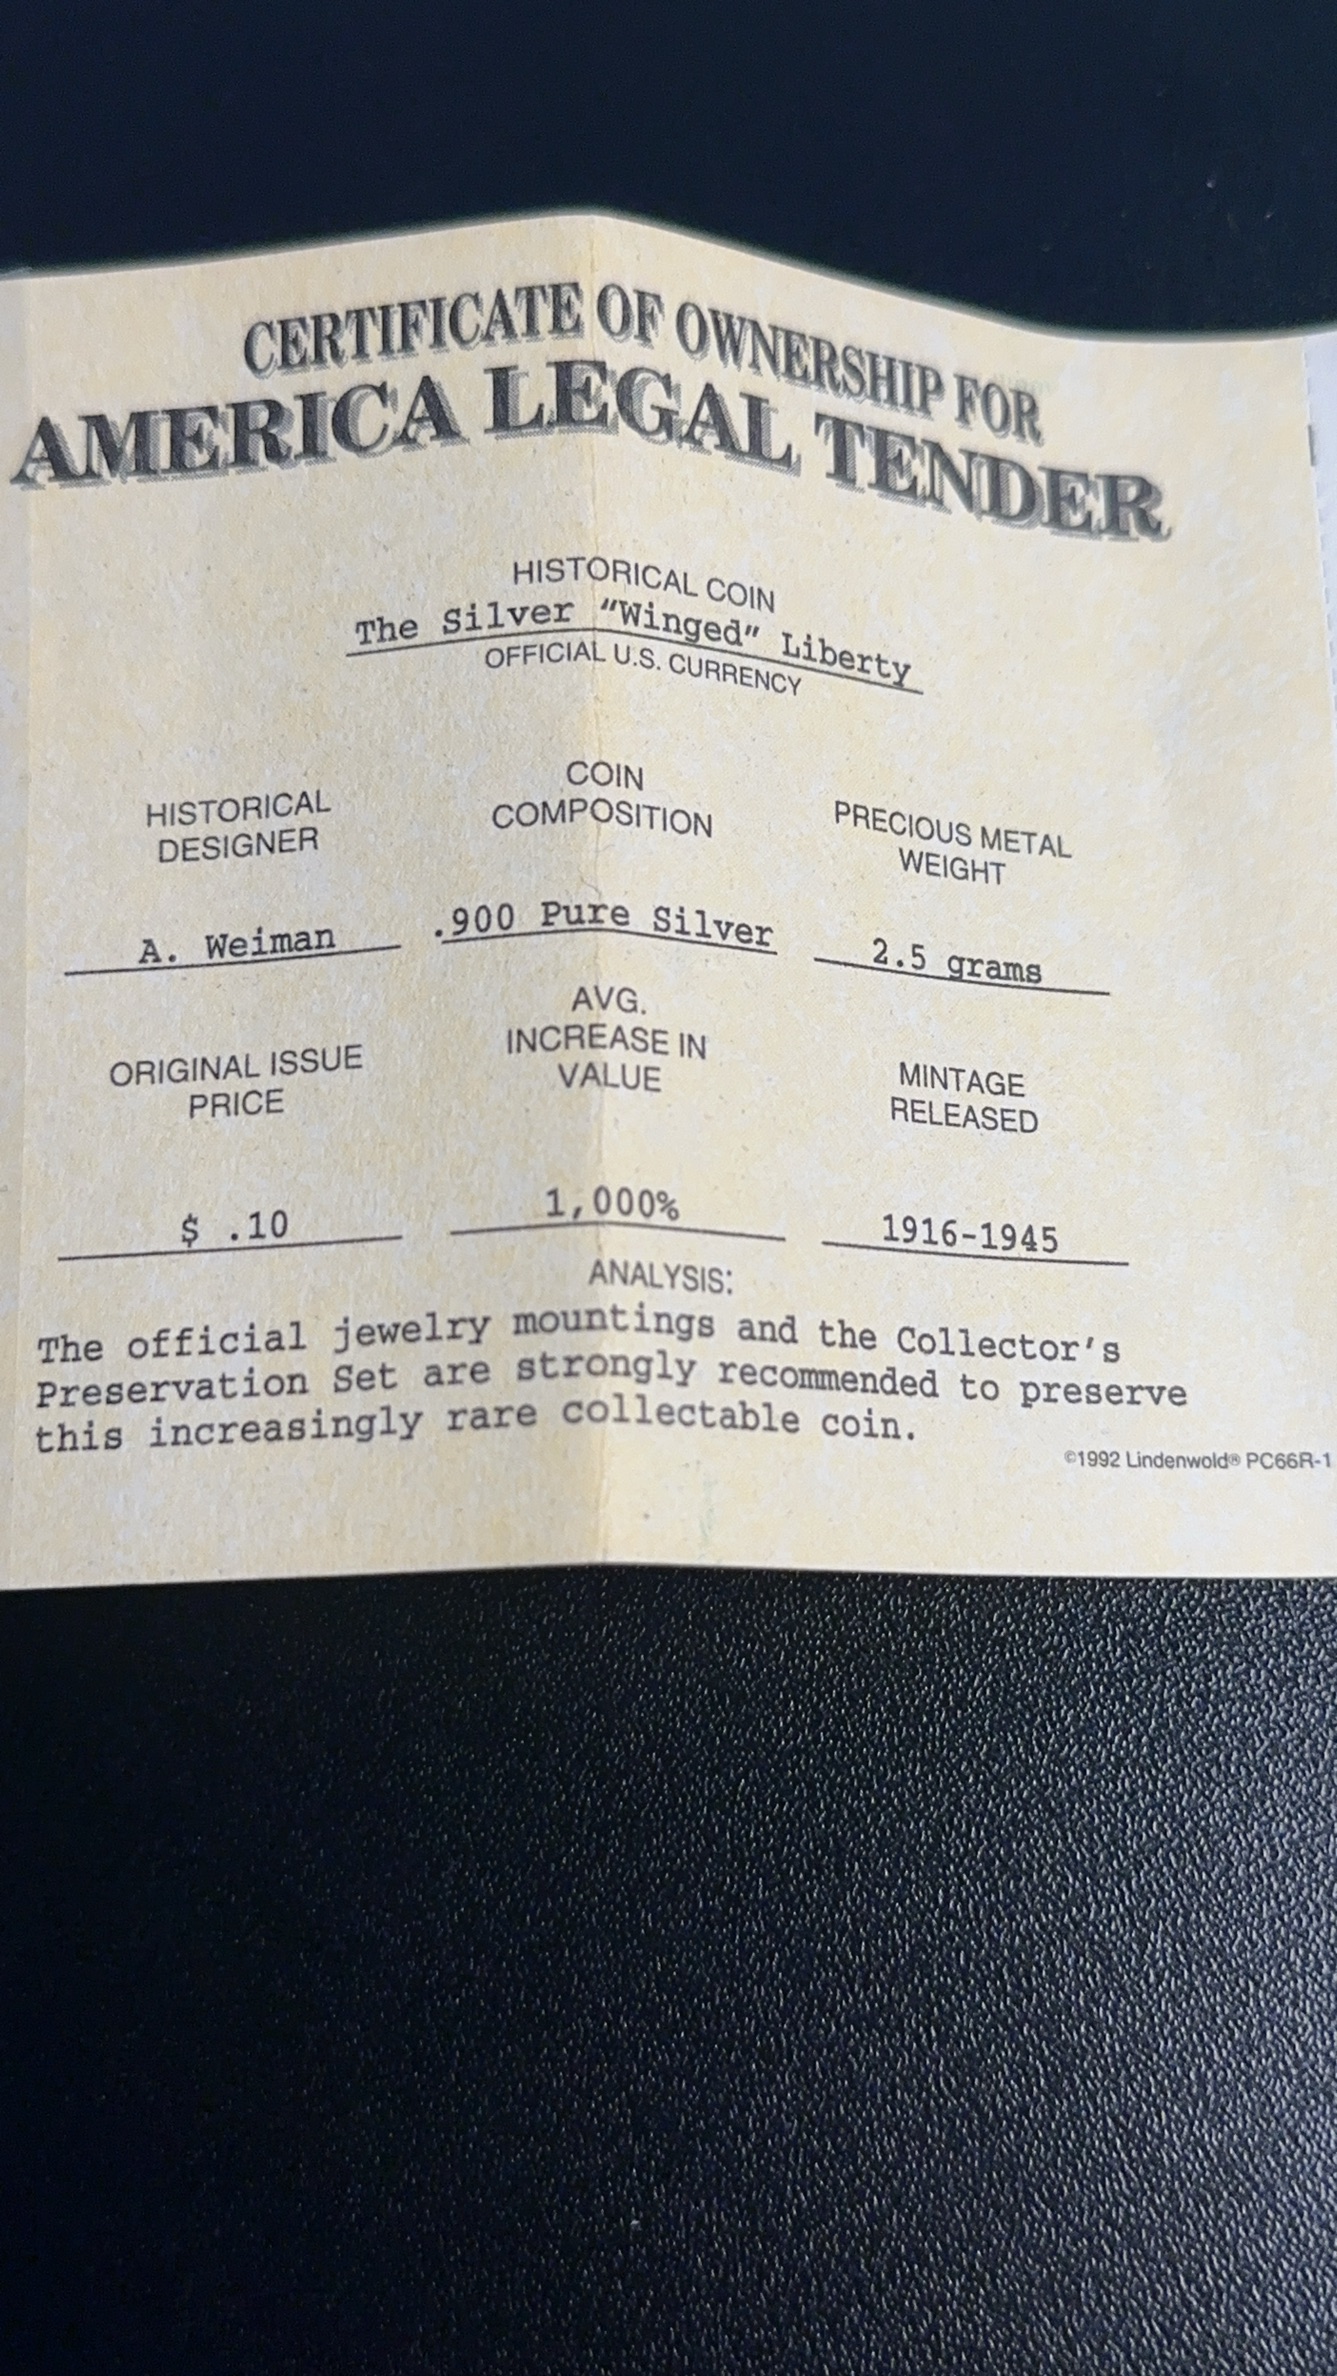 CERTIFICATE OF OWNERSHIP FOR
AMERICA LEGAL TENDER
HISTORICAL COIN
The Silver "Winged" Liberty
OFFICIAL U.S. CURRENCY
HISTORICAL
DESIGNER
A. Weiman
COIN
COMPOSITION
.900 Pure Silver
PRECIOUS METAL
WEIGHT
2.5 grams
ORIGINAL ISSUE
PRICE
$ .10
AVG.
INCREASE IN
VALUE
1,000%
MINTAGE
RELEASED
1916-1945
ANALYSIS:
The official jewelry mountings and the Collector's
Preservation Set are strongly recommended to preserve
this increasingly rare collectable coin.
©1992 Lindenwold® PC66R-1